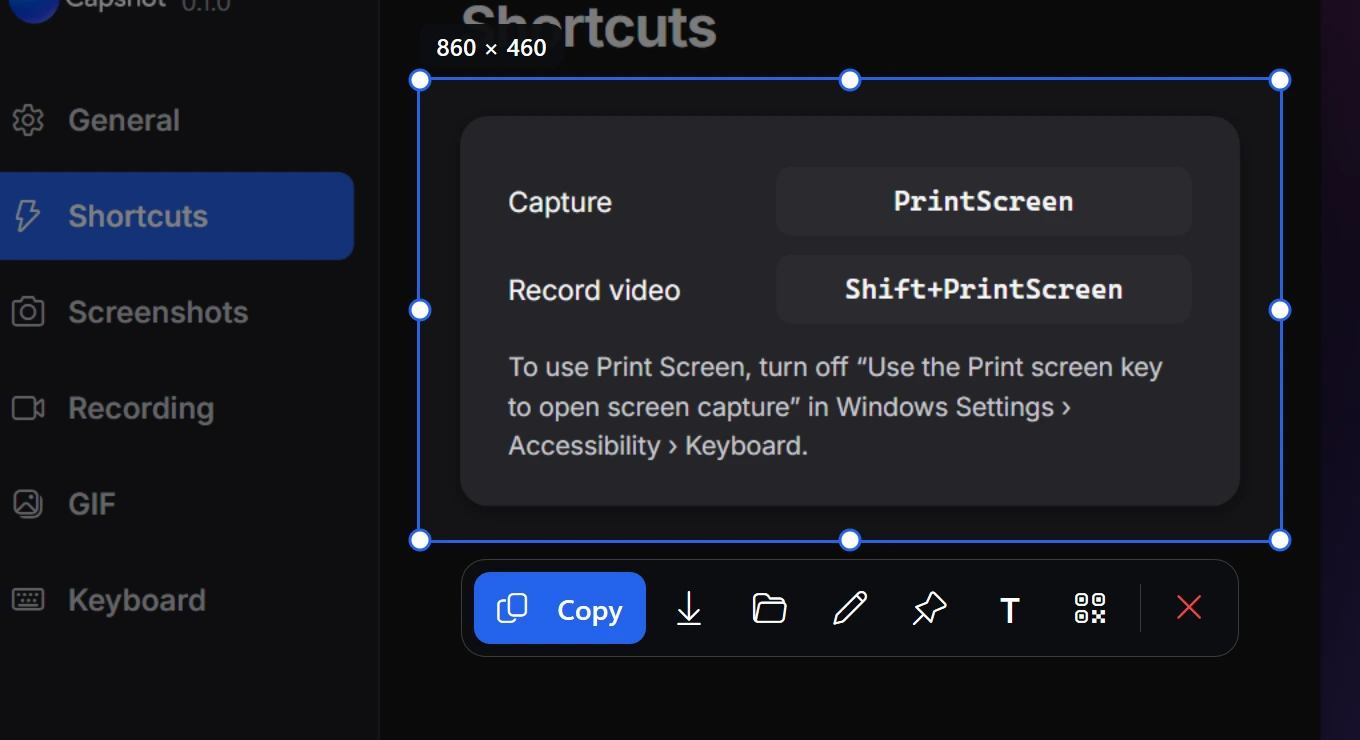 Capshot 0.1.0
Shortcuts
860 × 460
General
Shortcuts
Screenshots
Recording
GIF
Keyboard
Capture PrintScreen
Record video Shift+PrintScreen
To use Print Screen, turn off “Use the Print screen key
to open screen capture” in Windows Settings ›
Accessibility › Keyboard.
Copy T